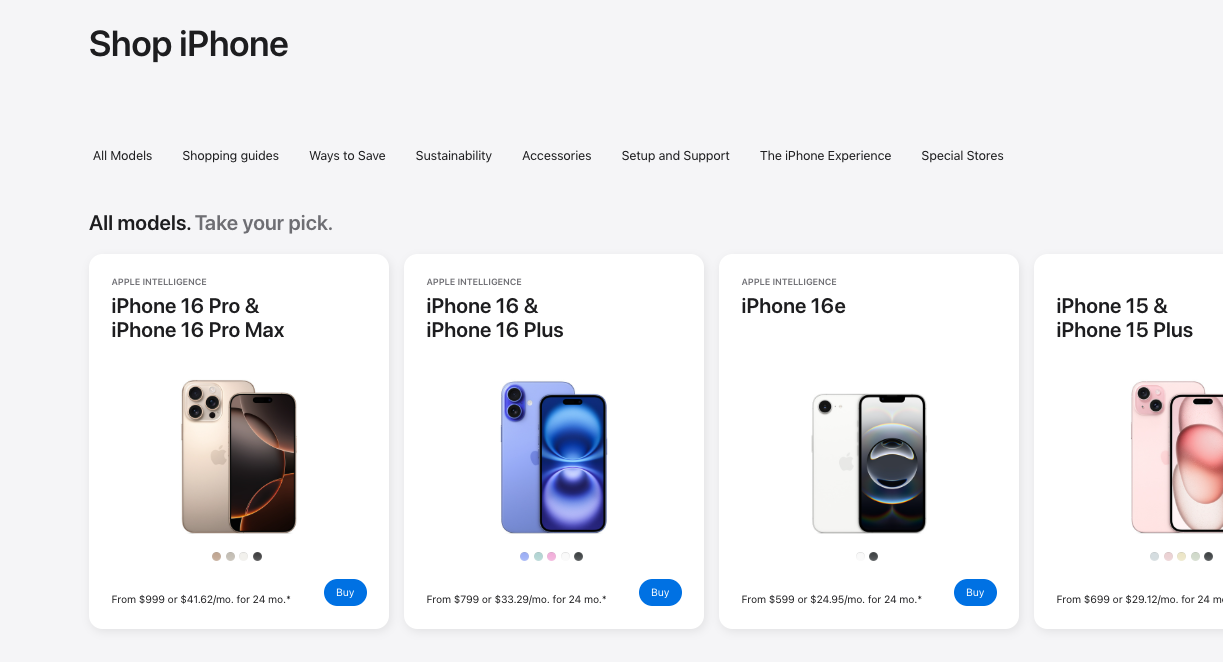 Shop iPhone
All Models
Shopping guides
Ways to Save
Sustainability
Accessories
Setup and Support
The iPhone Experience
Special Stores
All models. Take your pick.
APPLE INTELLIGENCE
iPhone 16 Pro &
iPhone 16 Pro Max
From $999 or $41.62/mo. for 24 mo.*
Buy
APPLE INTELLIGENCE
iPhone 16 &
iPhone 16 Plus
From $799 or $33.29/mo. for 24 mo.*
Buy
APPLE INTELLIGENCE
iPhone 16e
From $599 or $24.95/mo. for 24 mo.*
Buy
iPhone 15 &
iPhone 15 Plus
From $699 or $29.12/mo. for 24